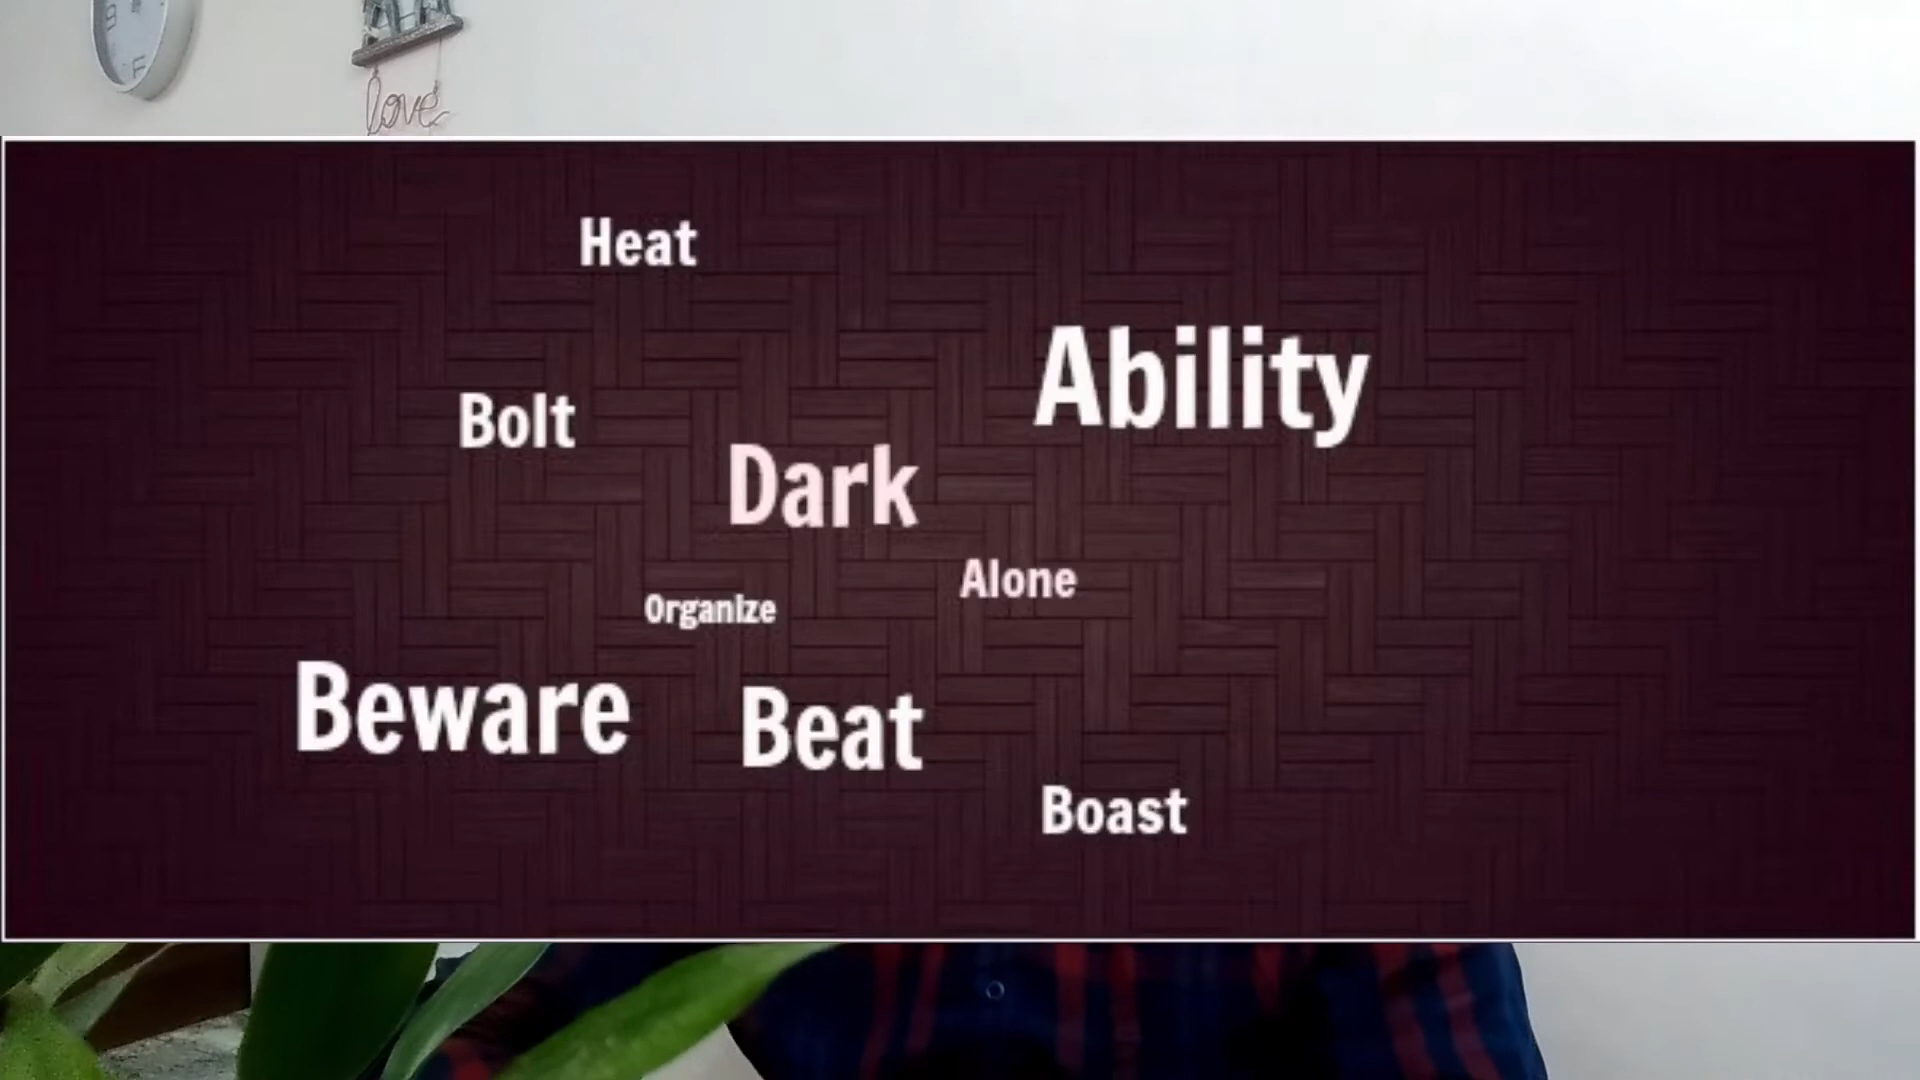 love
Heat
Ability
Bolt
Dark
Alone
Organize
Beware
Beat
Boast